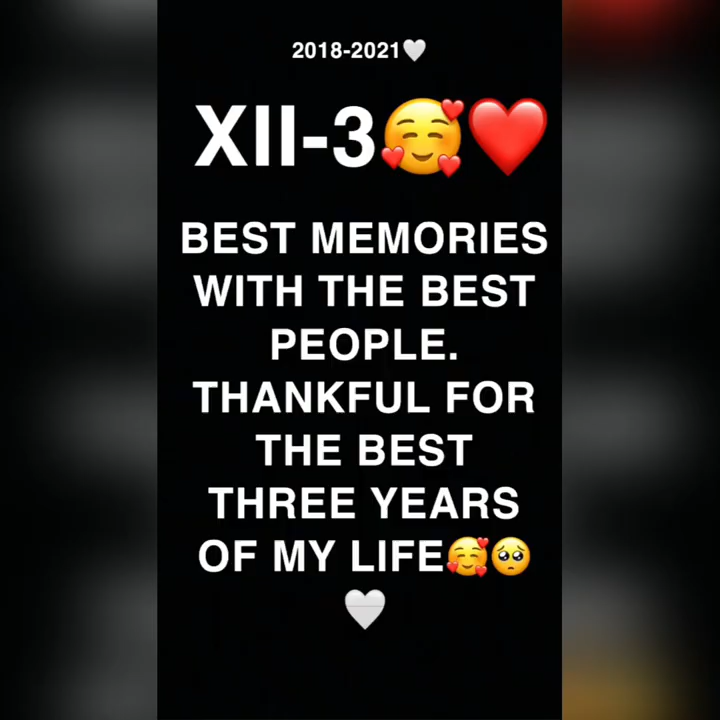 2018-2021🤍
XII-3🥰❤️
BEST MEMORIES
WITH THE BEST
PEOPLE.
THANKFUL FOR
THE BEST
THREE YEARS
OF MY LIFE🥰🥺
🤍